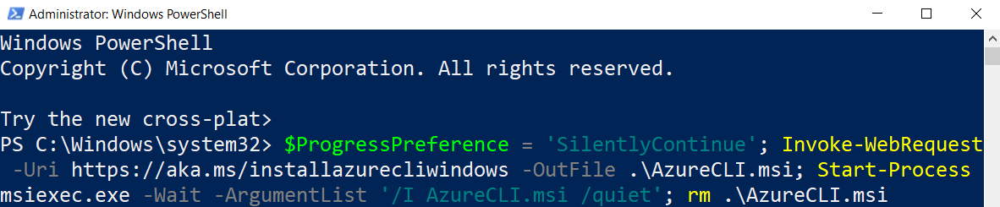 Administrator: Windows PowerShell
Windows PowerShell
Copyright (C) Microsoft Corporation. All rights reserved.
Try the new cross-plat>
PS C:\Windows\system32> $ProgressPreference = 'SilentlyContinue'; Invoke-WebRequest
-Uri https://aka.ms/installazurecliwindows -OutFile .\AzureCLI.msi; Start-Process
msiexec.exe -Wait -ArgumentList '/I AzureCLI.msi /quiet'; rm .\AzureCLI.msi